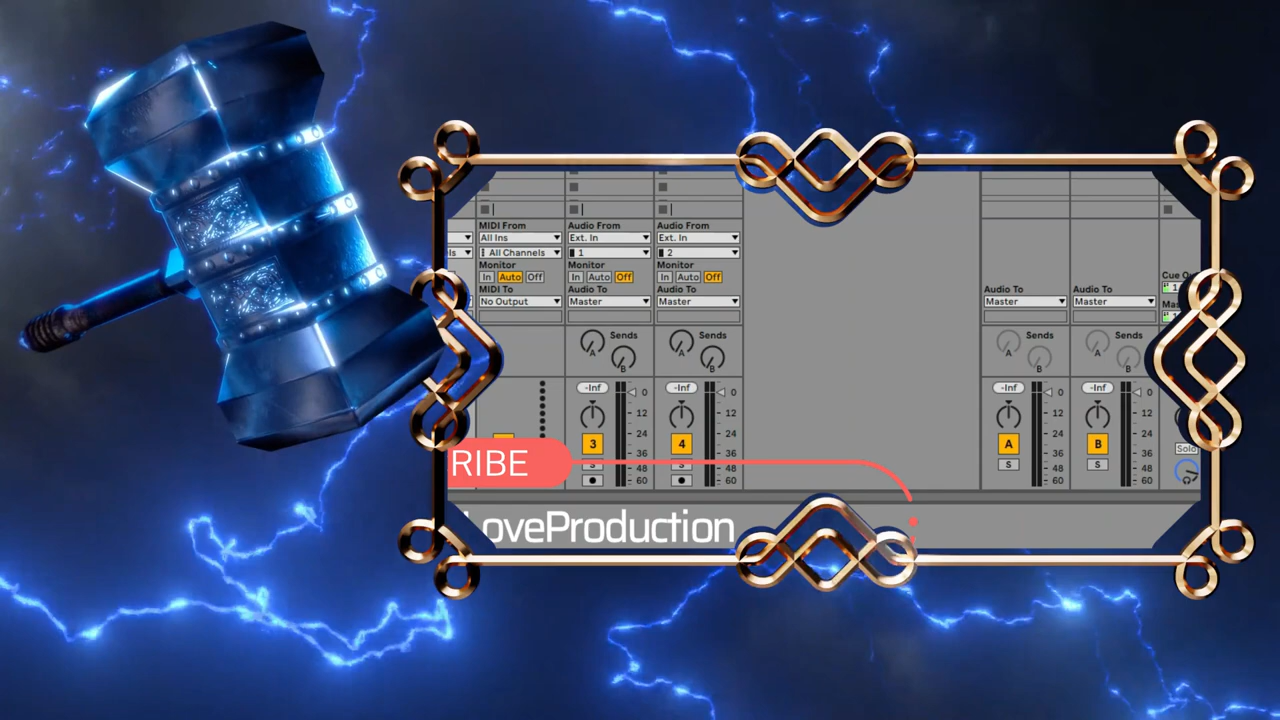 MIDI From
Audio From
Audio From
All Ins
Ext. In
Ext. In
ls
All Channels
1
2
Monitor
Monitor
Monitor
In Auto Off
In Auto Off
In Auto Off
MIDI To
Audio To
Audio To
Audio To
Audio To
No Output
Master
Master
Master
Master
Cue O
Mas
Sends
Sends
Sends
Sends
A
B
A
B
A
B
A
B
-Inf
-Inf
-Inf
-Inf
0
12
24
36
48
60
0
12
24
36
48
60
0
12
24
36
48
60
0
12
24
36
48
60
3
4
A
B
S
S
S
S
Solo
RIBE
LoveProduction